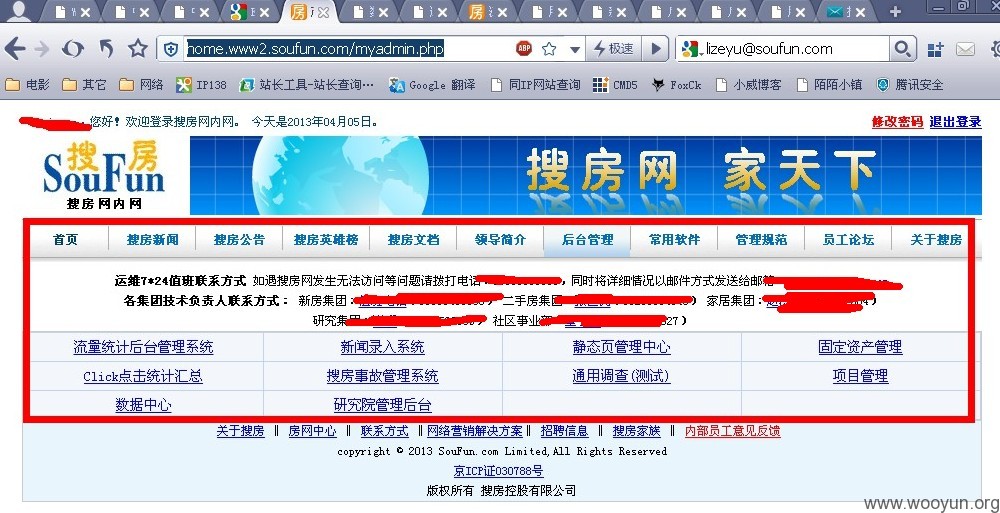 home.www2.soufun.com/myadmin.php
ABP
极速
lizeyu@soufun.com
电影 其它 网络 IP138 站长工具-站长查询… Google 翻译 同IP网站查询 CMD5 FoxCk 小威博客 陌陌小镇 腾讯安全
您好！欢迎登录搜房网内网。 今天是2013年04月05日。
修改密码 退出登录
搜房
SouFun
搜房网内网
搜房网 家天下
首页 搜房新闻 搜房公告 搜房英雄榜 搜房文档 领导简介 后台管理 常用软件 管理规范 员工论坛 关于搜房
运维7*24值班联系方式 如遇搜房网发生无法访问等问题请拨打电话 ，同时将详细情况以邮件方式发送给邮箱
各集团技术负责人联系方式： 新房集团： 二手房集团 家居集团：
研究集团： 社区事业部 27）
流量统计后台管理系统 新闻录入系统 静态页管理中心 固定资产管理
Click点击统计汇总 搜房事故管理系统 通用调查(测试) 项目管理
数据中心 研究院管理后台
关于搜房 ‖ 房网中心 ‖ 联系方式 ‖ 网络营销解决方案 ‖ 招聘信息 ‖ 搜房家族 ‖ 内部员工意见反馈
copyright © 2013 SouFun.com Limited,All Rights Reserved
京ICP证030788号
版权所有 搜房控股有限公司
www.wooyun.org